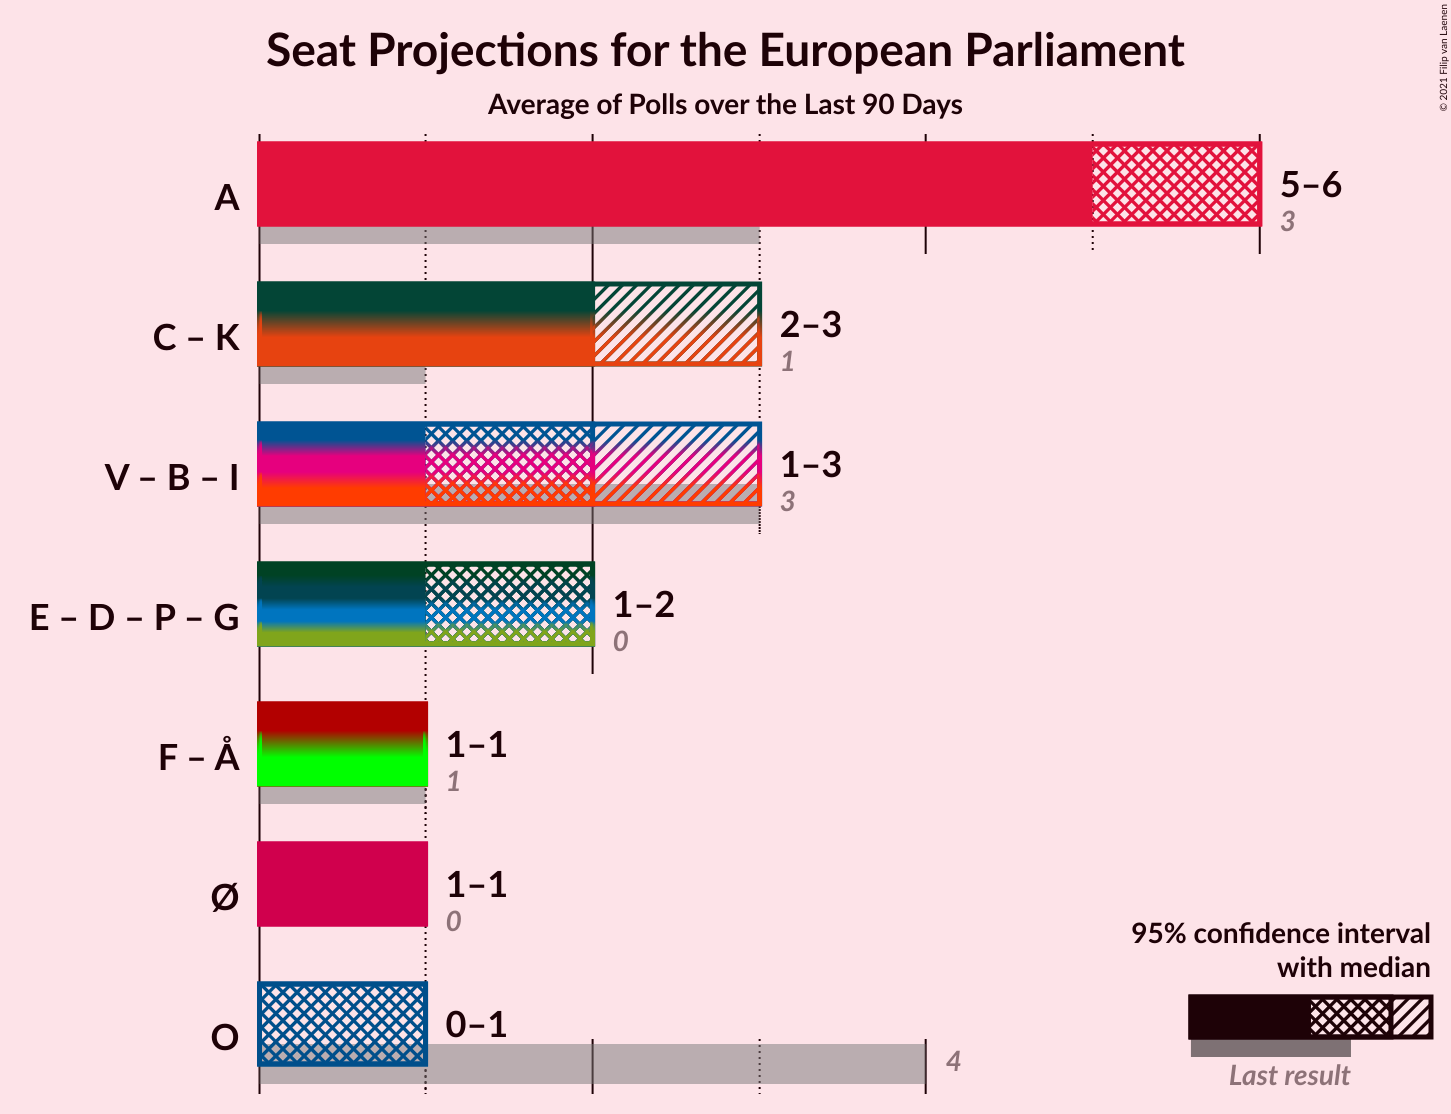 Seat Projections for the European Parliament
Average of Polls over the Last 90 Days
© 2021 Filip van Laenen
A
5–6
3
C – K
2–3
1
V – B – I
1–3
3
E – D – P – G
1–2
0
F – Å
1–1
1
Ø
1–1
0
O
0–1
4
95% confidence interval
with median
Last result